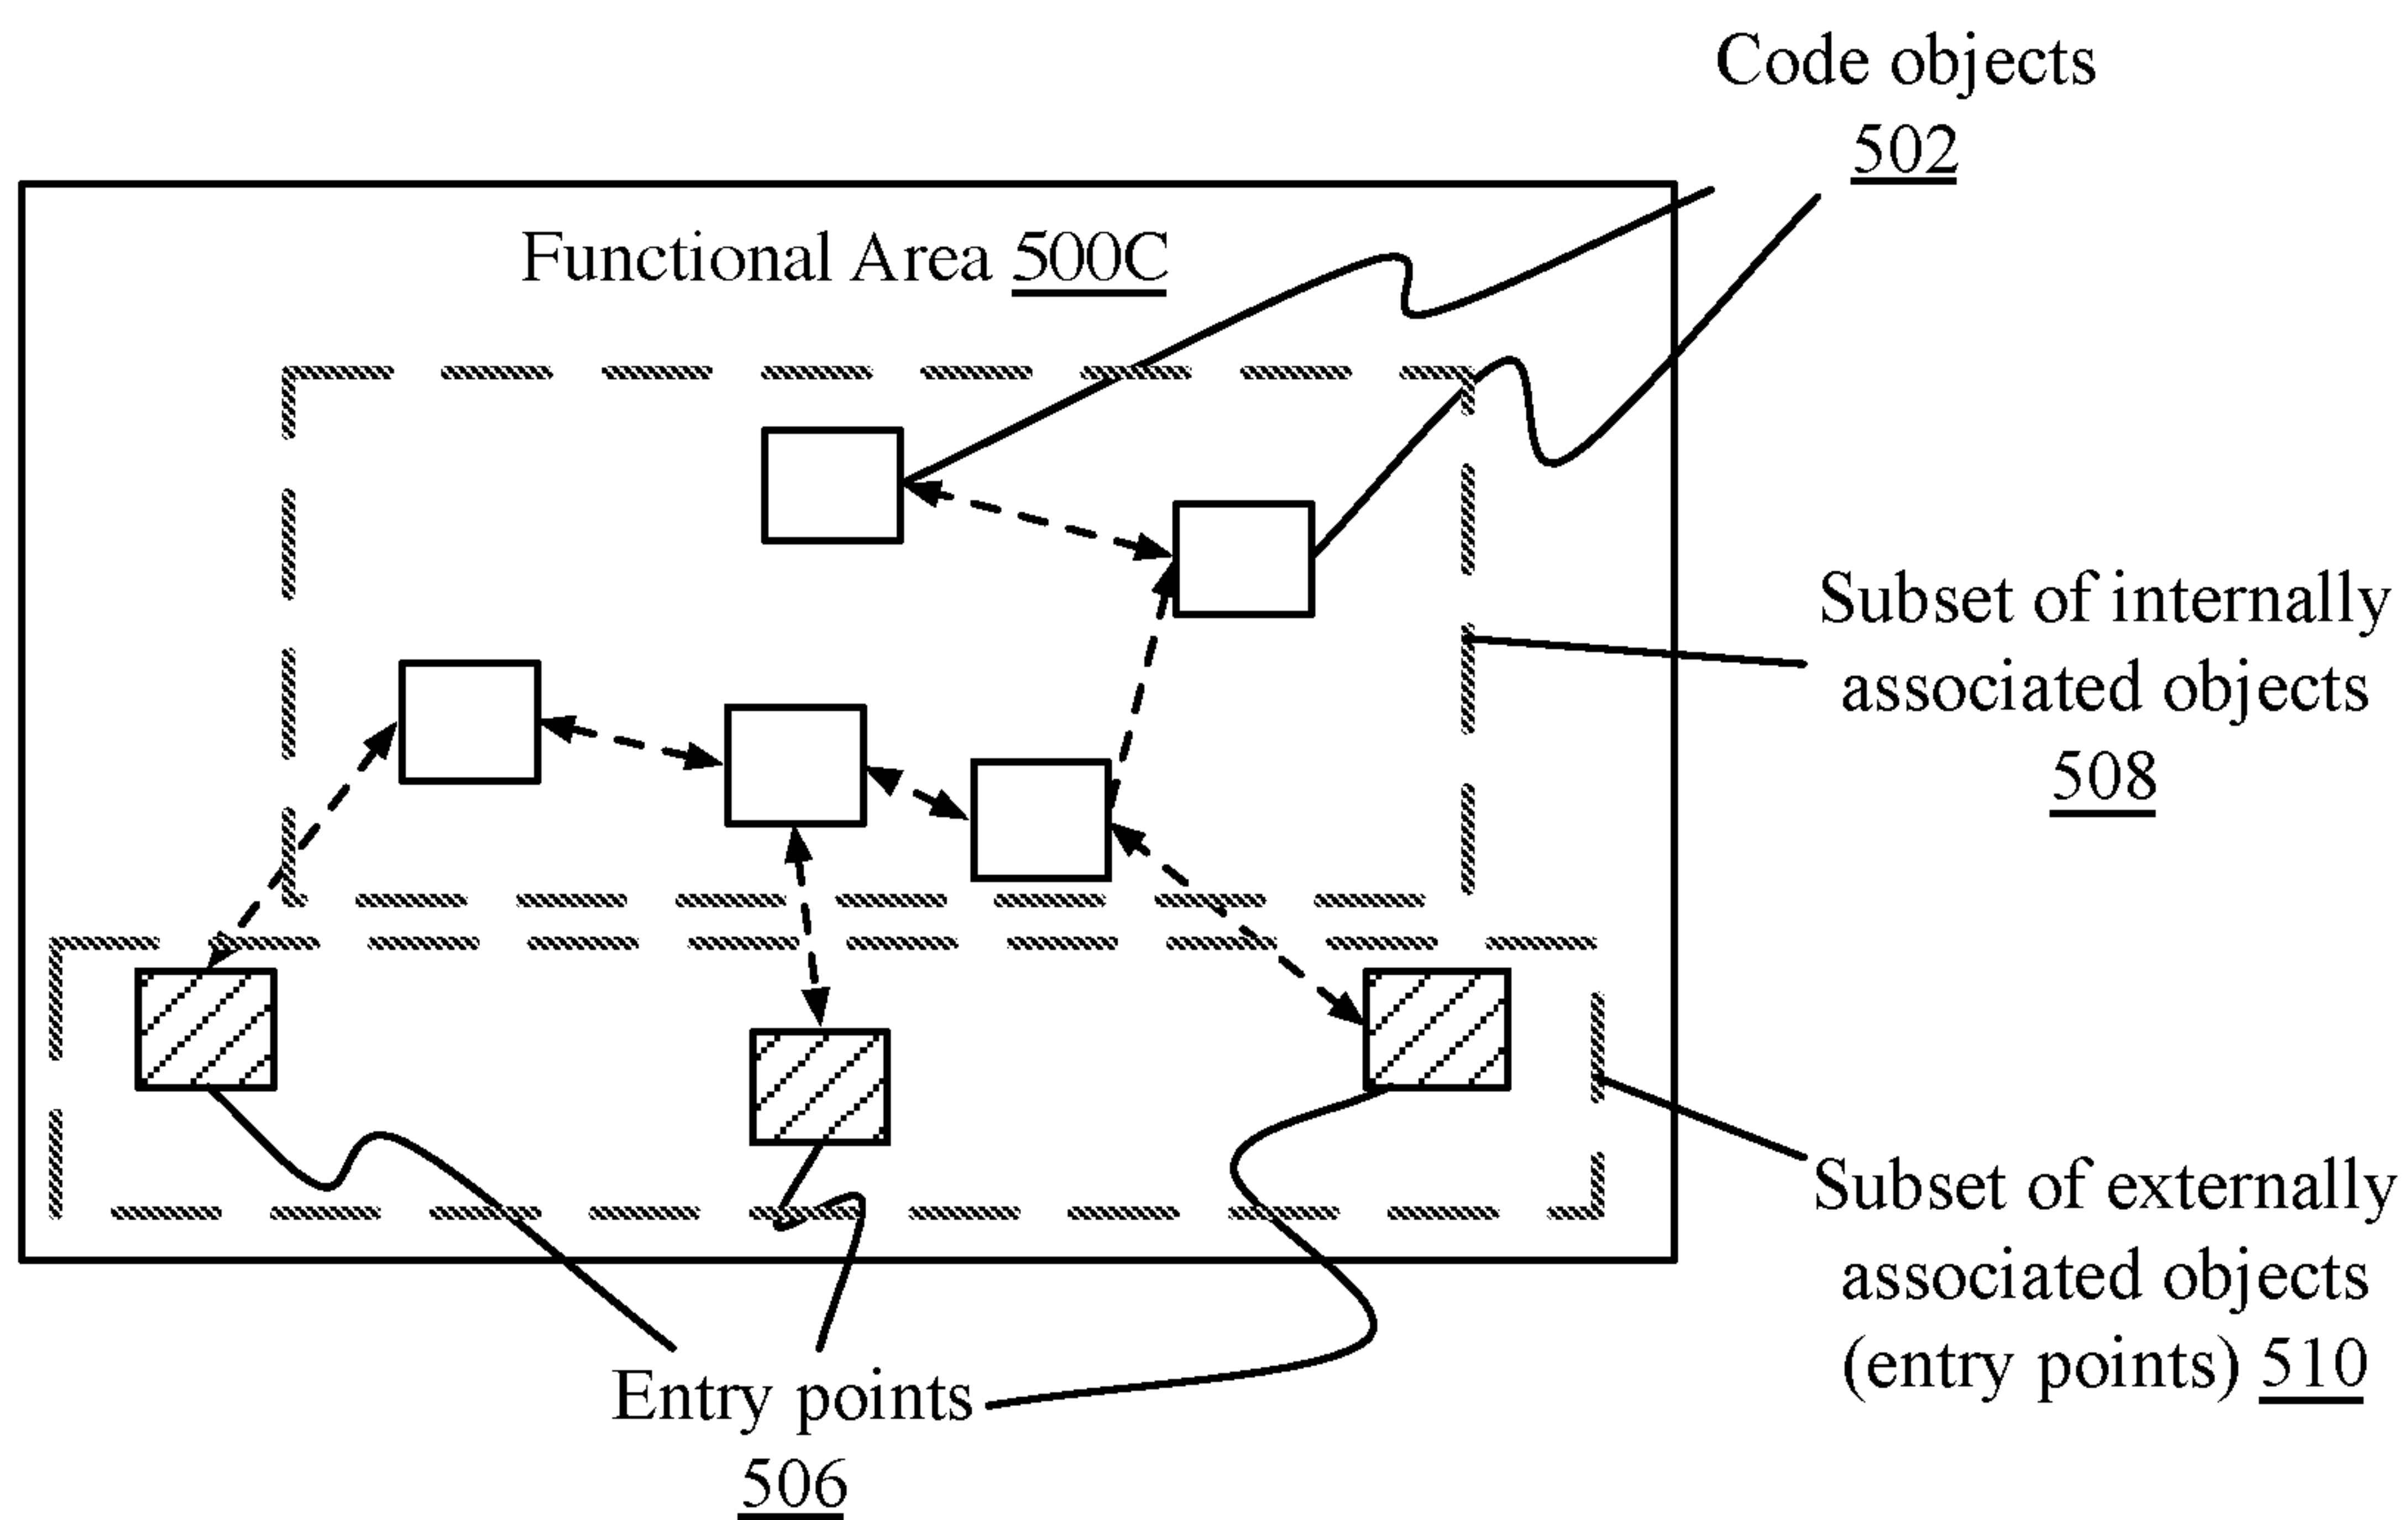 Code objects
502
Functional Area 500C
Subset of internally
associated objects
508
Subset of externally
associated objects
(entry points) 510
Entry points
506